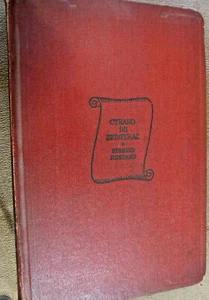 CYRANO
DE
BERGERAC
EDMOND
ROSTAND